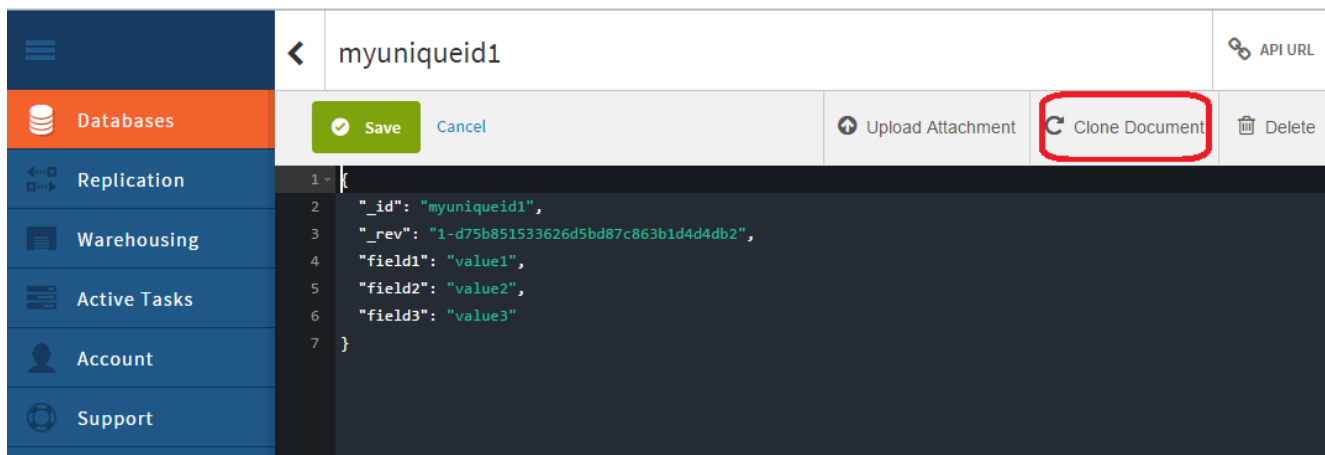 myuniqueid1
API URL
Databases
Save Cancel Upload Attachment Clone Document Delete
Replication
Warehousing
Active Tasks
Account
Support
1 {
2 "_id": "myuniqueid1",
3 "_rev": "1-d75b851533626d5bd87c863b1d4d4db2",
4 "field1": "value1",
5 "field2": "value2",
6 "field3": "value3"
7 }